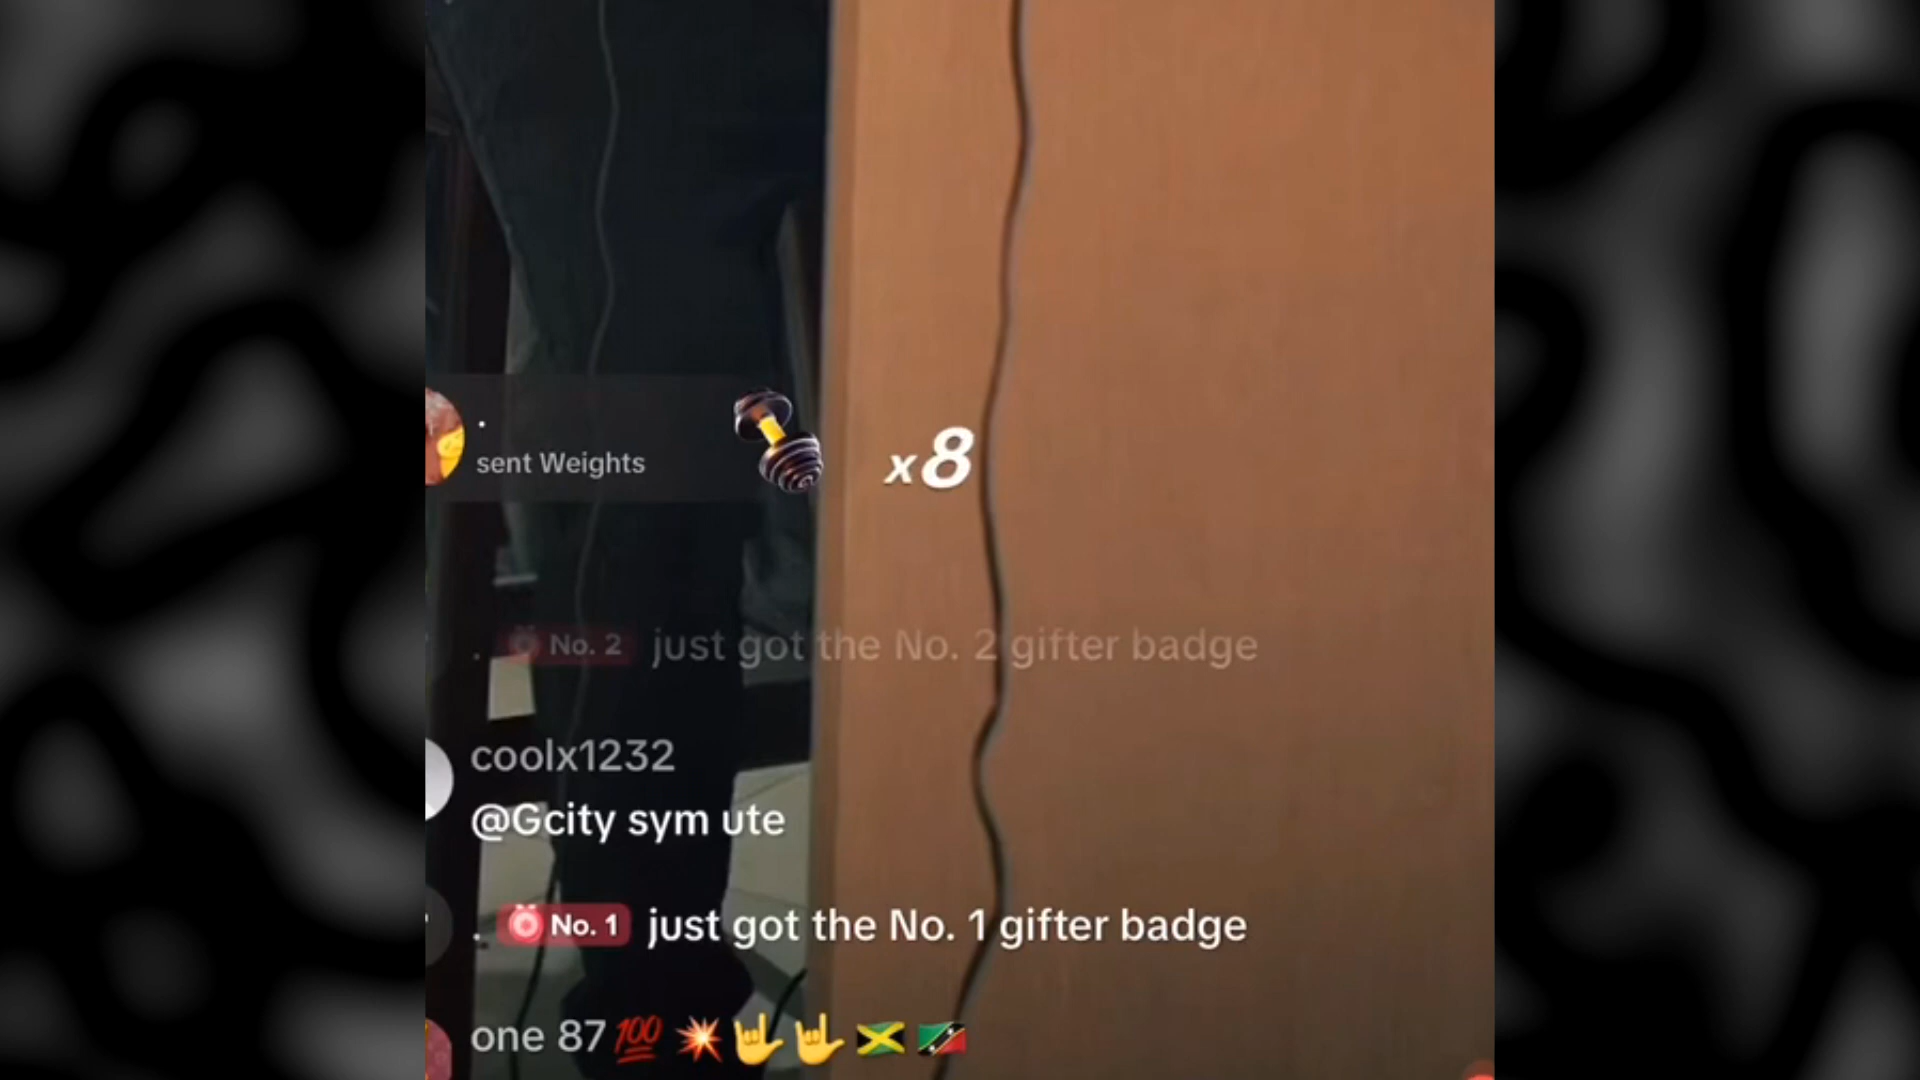 .
sent Weights
x8
. No. 2 just got the No. 2 gifter badge
coolx1232
@Gcity sym ute
. No. 1 just got the No. 1 gifter badge
one 87💯💥🤟🤟🇯🇲🇰🇳